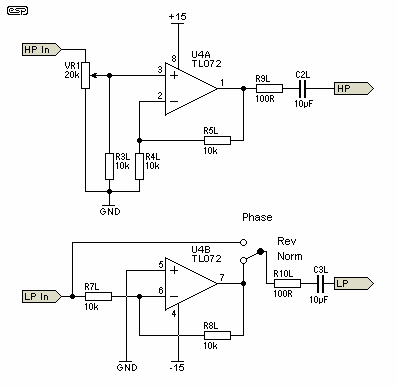 esp
+15
HP In
VR1
20k
U4A
TL072
8
3
2
1
R9L
100R
C2L
10µF
HP
R5L
10k
R3L
10k
R4L
10k
GND
Phase
Rev
Norm
LP In
R7L
10k
U4B
TL072
5
6
7
4
R10L
100R
C3L
10µF
LP
R8L
10k
GND
-15